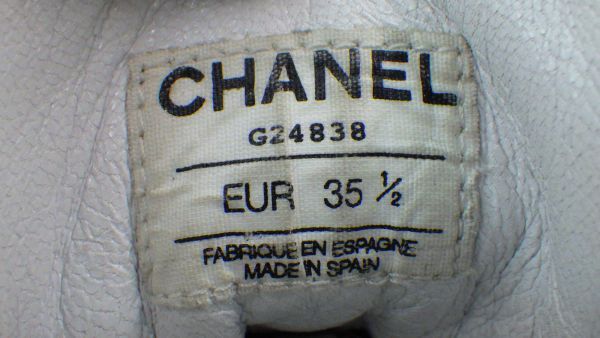 CHANEL
G24838
EUR 35 ½
FABRIQUE EN ESPAGNE
MADE IN SPAIN